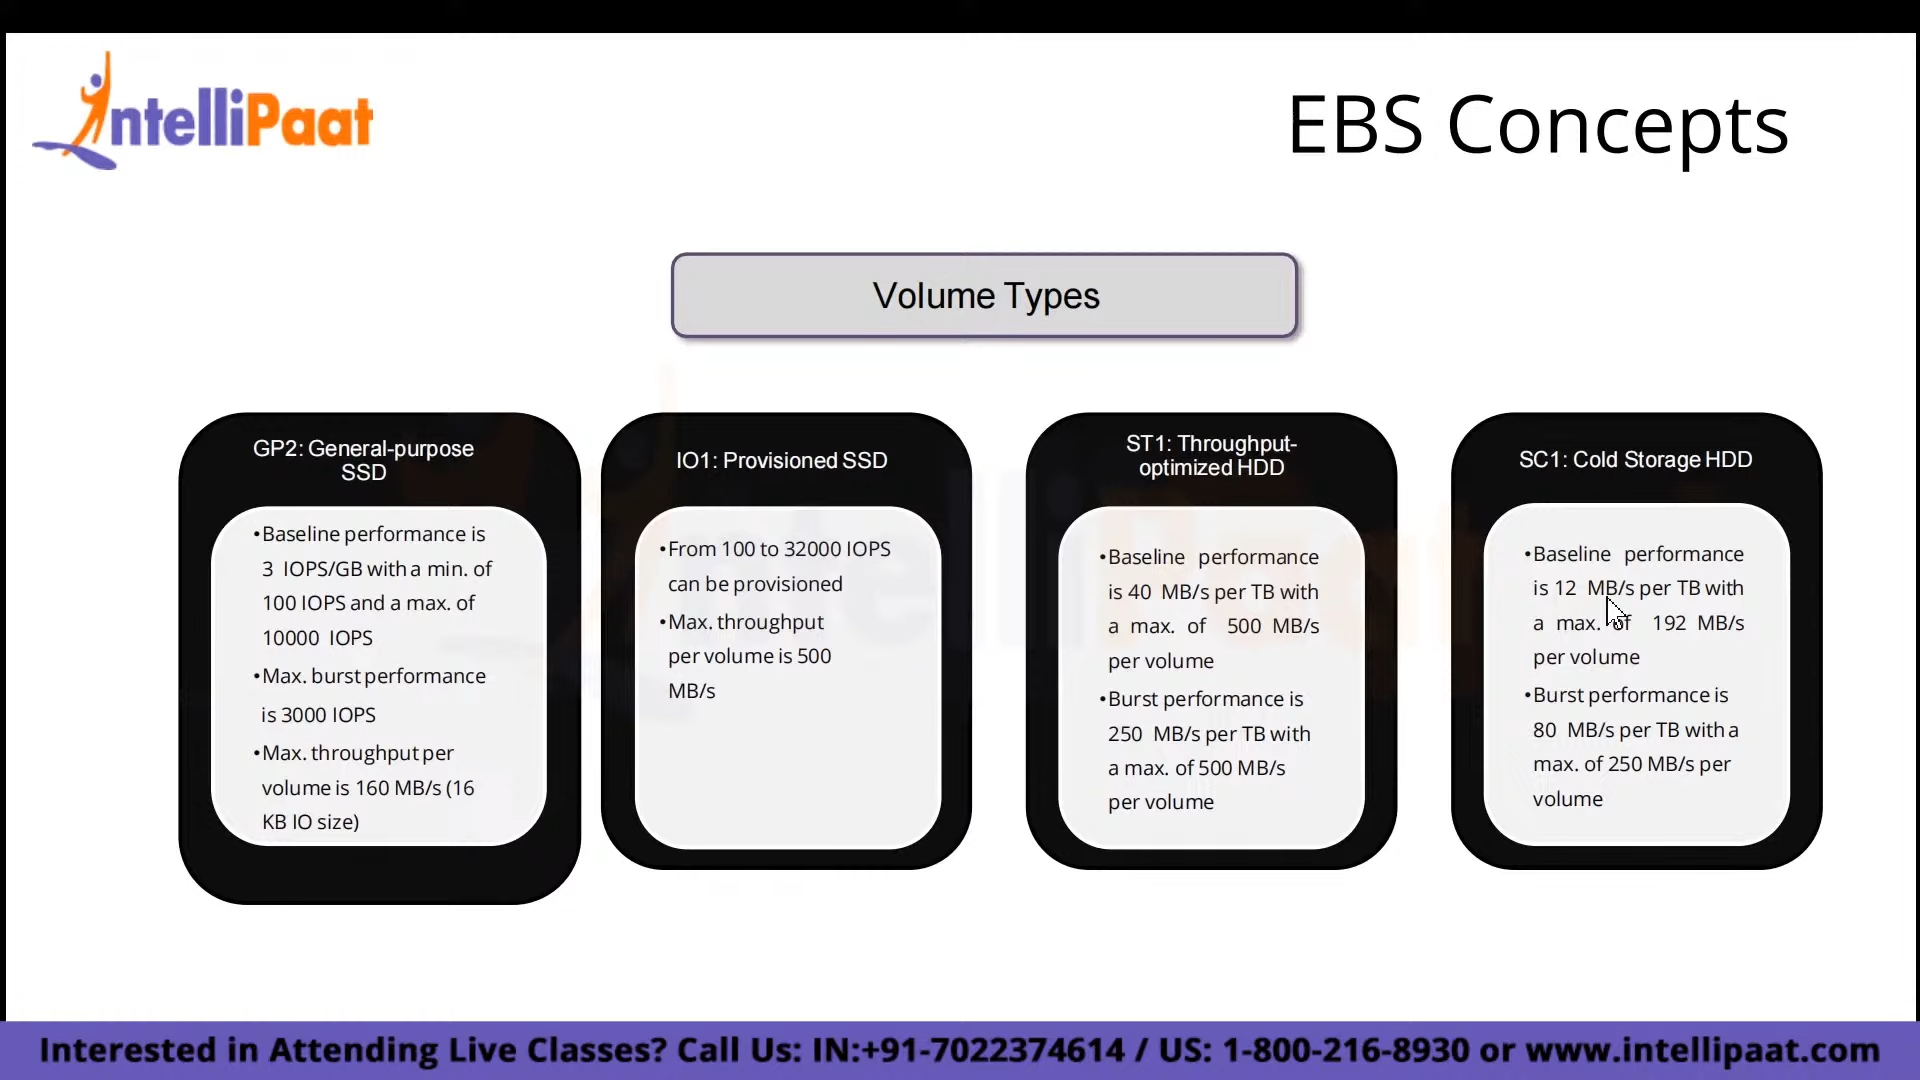 IntelliPaat
EBS Concepts
Volume Types
GP2: General-purpose
SSD
•Baseline performance is
3 IOPS/GB with a min. of
100 IOPS and a max. of
10000 IOPS
•Max. burst performance
is 3000 IOPS
•Max. throughput per
volume is 160 MB/s (16
KB IO size)
IO1: Provisioned SSD
•From 100 to 32000 IOPS
can be provisioned
•Max. throughput
per volume is 500
MB/s
ST1: Throughput-
optimized HDD
•Baseline performance
is 40 MB/s per TB with
a max. of 500 MB/s
per volume
•Burst performance is
250 MB/s per TB with
a max. of 500 MB/s
per volume
SC1: Cold Storage HDD
•Baseline performance
is 12 MB/s per TB with
a max. of 192 MB/s
per volume
•Burst performance is
80 MB/s per TB with a
max. of 250 MB/s per
volume
Interested in Attending Live Classes? Call Us: IN:+91-7022374614 / US: 1-800-216-8930 or www.intellipaat.com